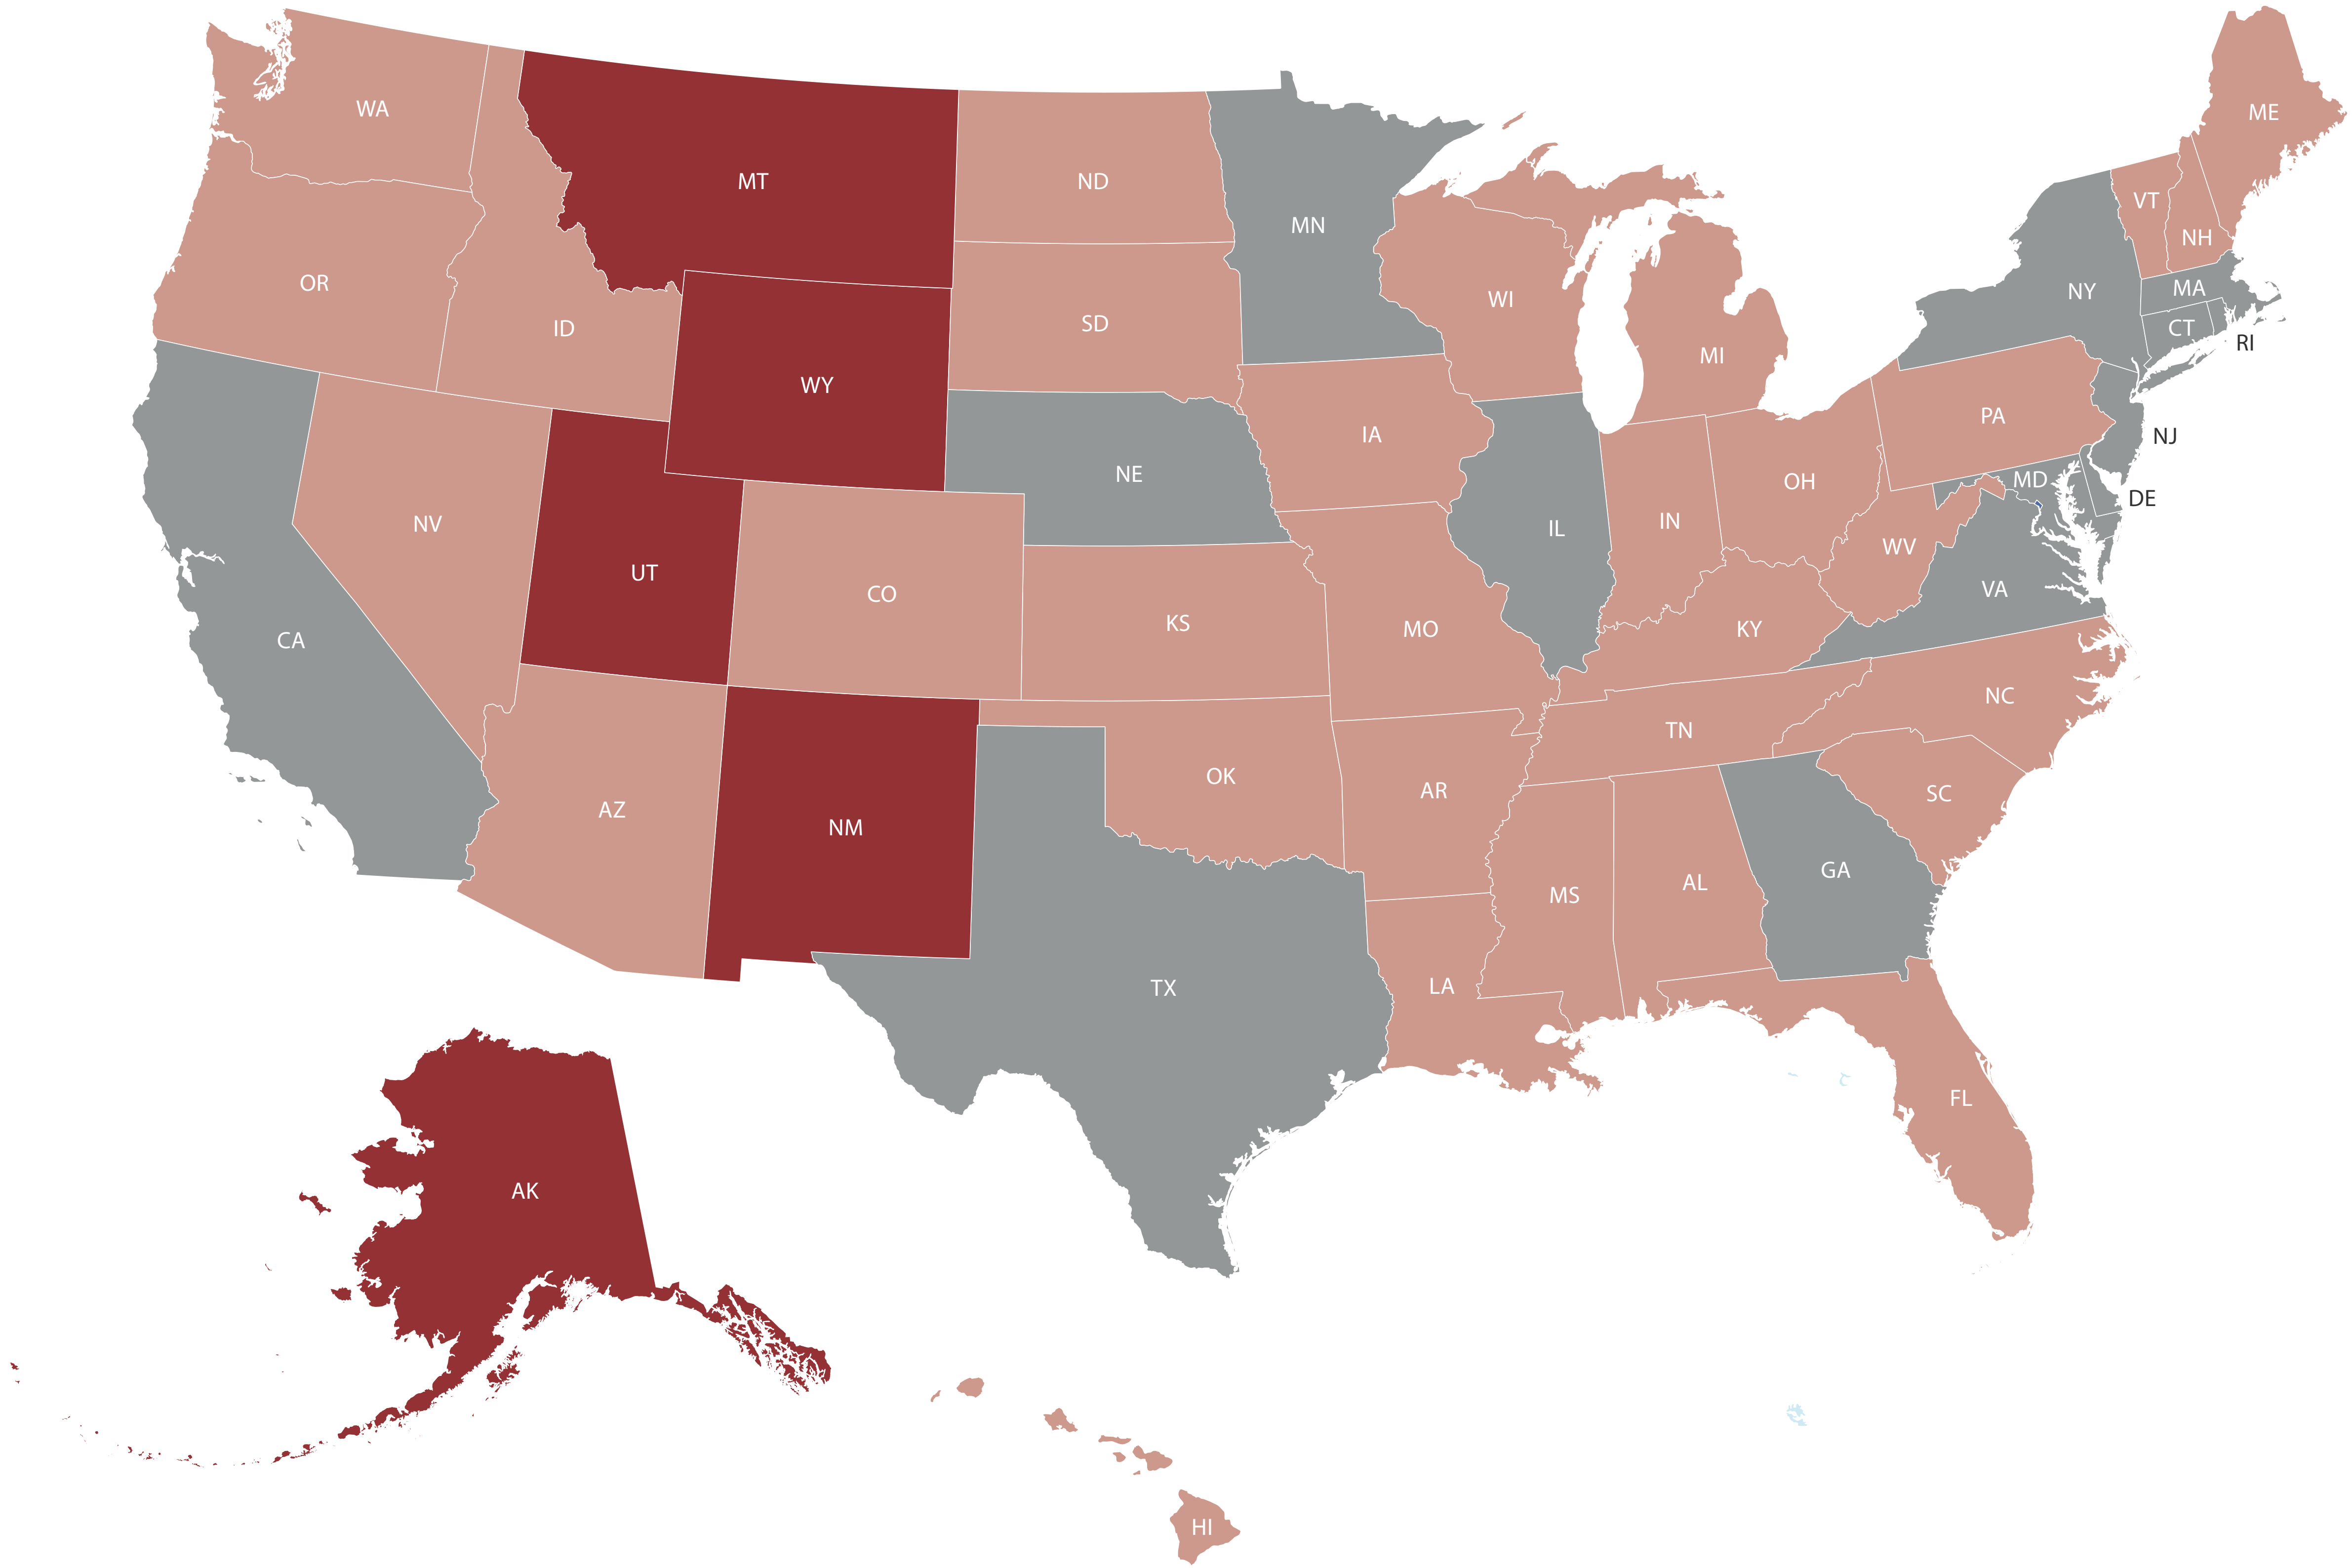 WA
MT
ND
MN
ME
VT
NH
OR
ID
WY
SD
WI
MI
NY
MA
CT
RI
NV
UT
CO
NE
IA
IL
IN
OH
PA
NJ
MD
DE
WV
VA
CA
KS
MO
KY
AZ
NM
OK
AR
TN
NC
SC
TX
LA
MS
AL
GA
FL
AK
HI